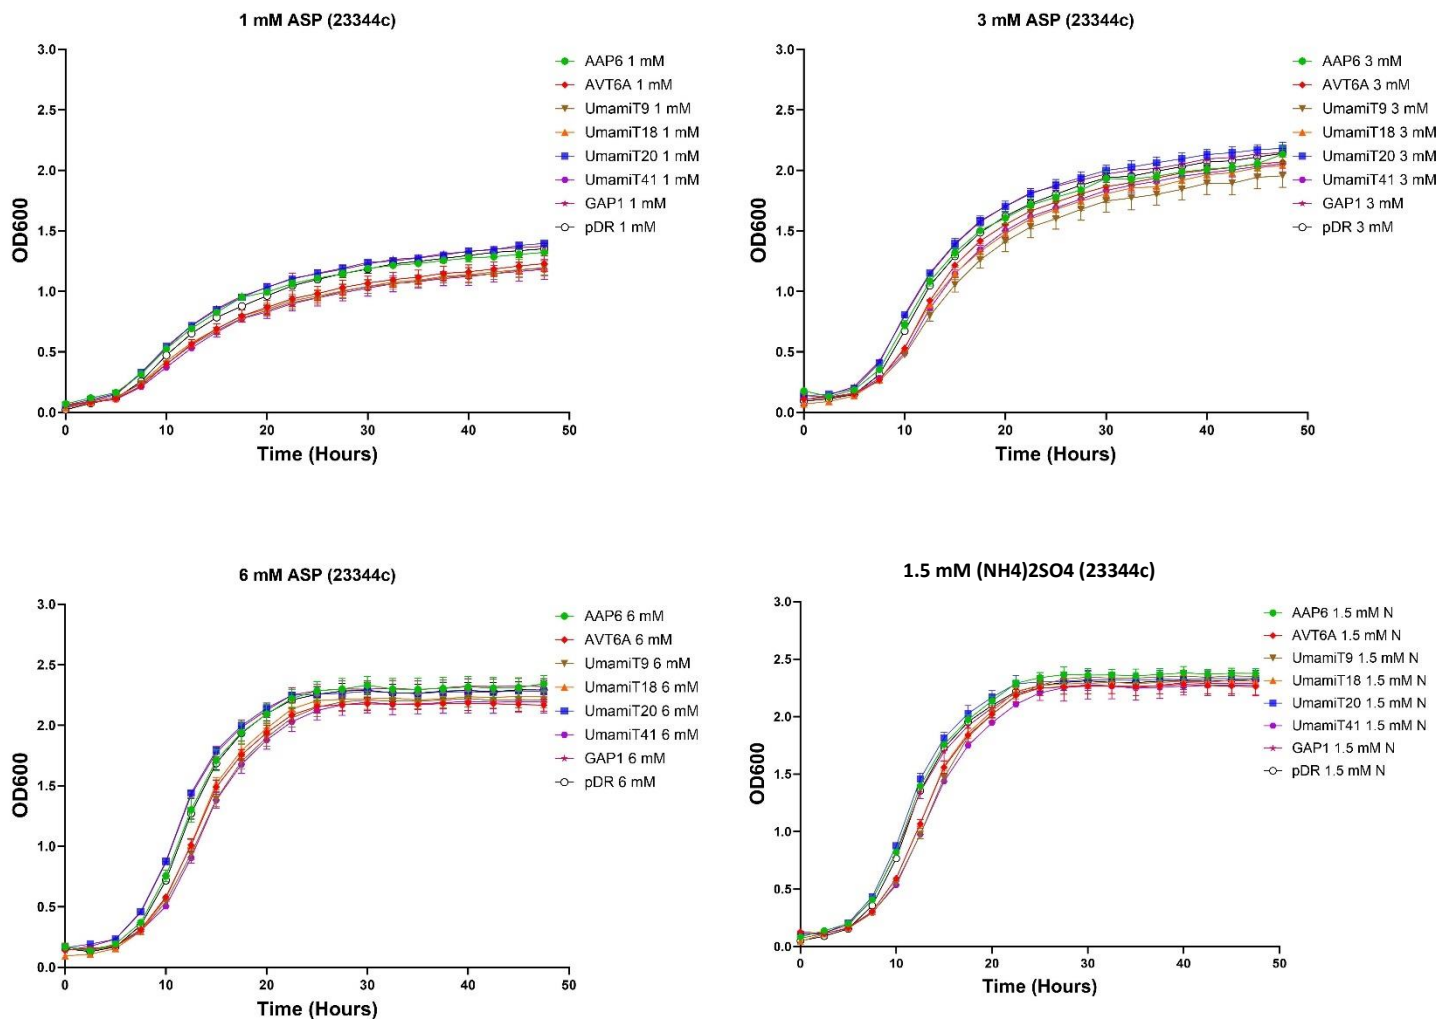 1 mM ASP (23344c)
OD600
3.0
2.5
2.0
1.5
1.0
0.5
0.0
0 10 20 30 40 50
Time (Hours)
AAP6 1 mM
AVT6A 1 mM
UmamiT9 1 mM
UmamiT18 1 mM
UmamiT20 1 mM
UmamiT41 1 mM
GAP1 1 mM
pDR 1 mM
3 mM ASP (23344c)
OD600
3.0
2.5
2.0
1.5
1.0
0.5
0.0
0 10 20 30 40 50
Time (Hours)
AAP6 3 mM
AVT6A 3 mM
UmamiT9 3 mM
UmamiT18 3 mM
UmamiT20 3 mM
UmamiT41 3 mM
GAP1 3 mM
pDR 3 mM
6 mM ASP (23344c)
OD600
3.0
2.5
2.0
1.5
1.0
0.5
0.0
0 10 20 30 40 50
Time (Hours)
AAP6 6 mM
AVT6A 6 mM
UmamiT9 6 mM
UmamiT18 6 mM
UmamiT20 6 mM
UmamiT41 6 mM
GAP1 6 mM
pDR 6 mM
1.5 mM (NH4)2SO4 (23344c)
OD600
3.0
2.5
2.0
1.5
1.0
0.5
0.0
0 10 20 30 40 50
Time (Hours)
AAP6 1.5 mM N
AVT6A 1.5 mM N
UmamiT9 1.5 mM N
UmamiT18 1.5 mM N
UmamiT20 1.5 mM N
UmamiT41 1.5 mM N
GAP1 1.5 mM N
pDR 1.5 mM N